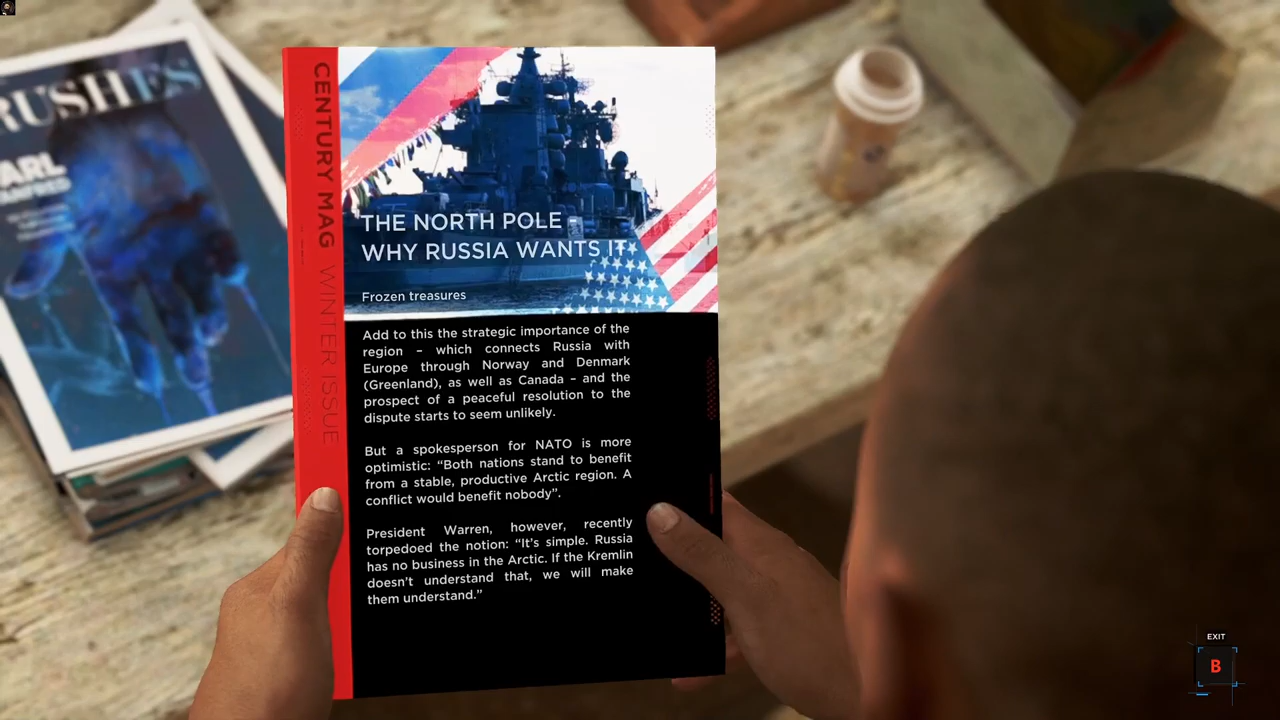 RUSHES
CENTURY MAG WINTER ISSUE
THE NORTH POLE -
WHY RUSSIA WANTS IT
Frozen treasures
Add to this the strategic importance of the
region – which connects Russia with
Europe through Norway and Denmark
(Greenland), as well as Canada – and the
prospect of a peaceful resolution to the
dispute starts to seem unlikely.
But a spokesperson for NATO is more
optimistic: “Both nations stand to benefit
from a stable, productive Arctic region. A
conflict would benefit nobody”.
President Warren, however, recently
torpedoed the notion: “It’s simple. Russia
has no business in the Arctic. If the Kremlin
doesn’t understand that, we will make
them understand.”
EXIT
B